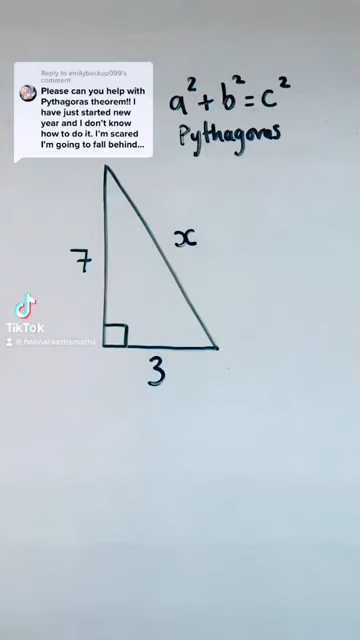 Reply to emilybeckup099's
comment
Please can you help with
Pythagoras theorem!! I
have just started new
year and I don't know
how to do it. I'm scared
I'm going to fall behind...
a² + b² = c²
Pythagoras
7
x
3
TikTok
@hannahkettlemaths